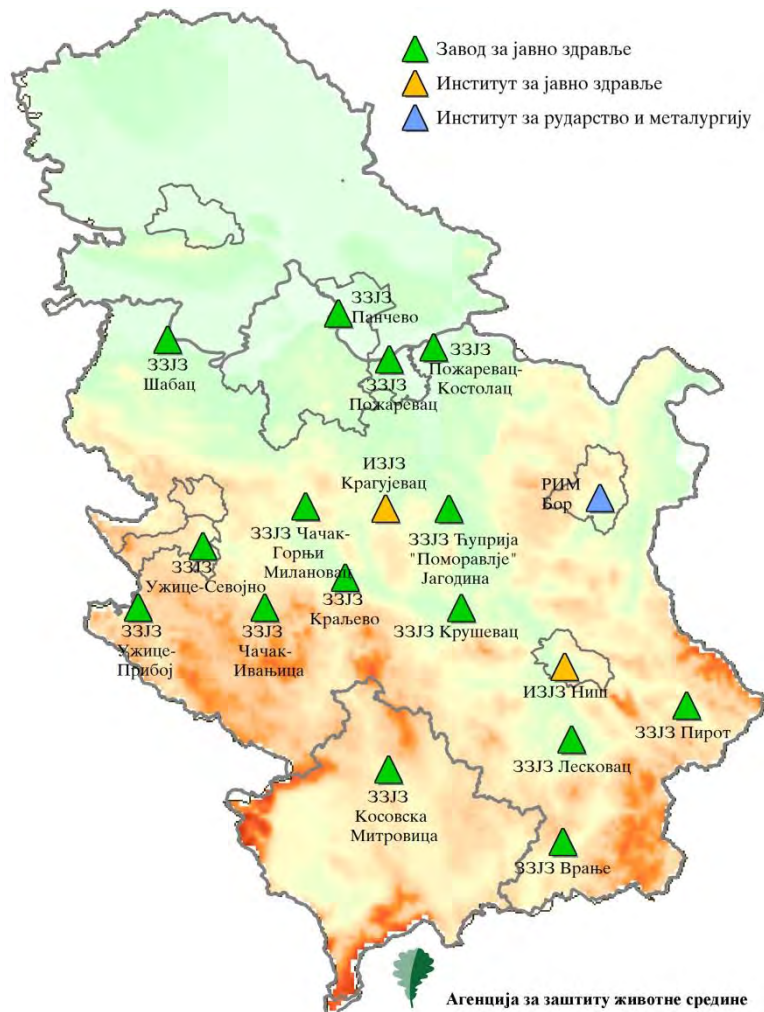 Завод за јавно здравље
Институт за јавно здравље
Институт за рударство и металургију
ЗЗЈЗ
Панчево
ЗЗЈЗ
Шабац
ЗЗЈЗ
Пожаревац
ЗЗЈЗ
Пожаревац-
Костолац
ИЗЈЗ
Крагујевац
РИМ
Бор
ЗЗЈЗ Чачак-
Горњи
Милановац
ЗЗЈЗ Ћуприја
"Поморавље"
Јагодина
ЗЗЈЗ
Ужице-Севојно
ЗЗЈЗ
Краљево
ЗЗЈЗ
Ужице-
Прибој
ЗЗЈЗ
Чачак-
Ивањица
ЗЗЈЗ Крушевац
ИЗЈЗ Ниш
ЗЗЈЗ Пирот
ЗЗЈЗ Лесковац
ЗЗЈЗ
Косовска
Митровица
ЗЗЈЗ Врање
Агенција за заштиту животне средине